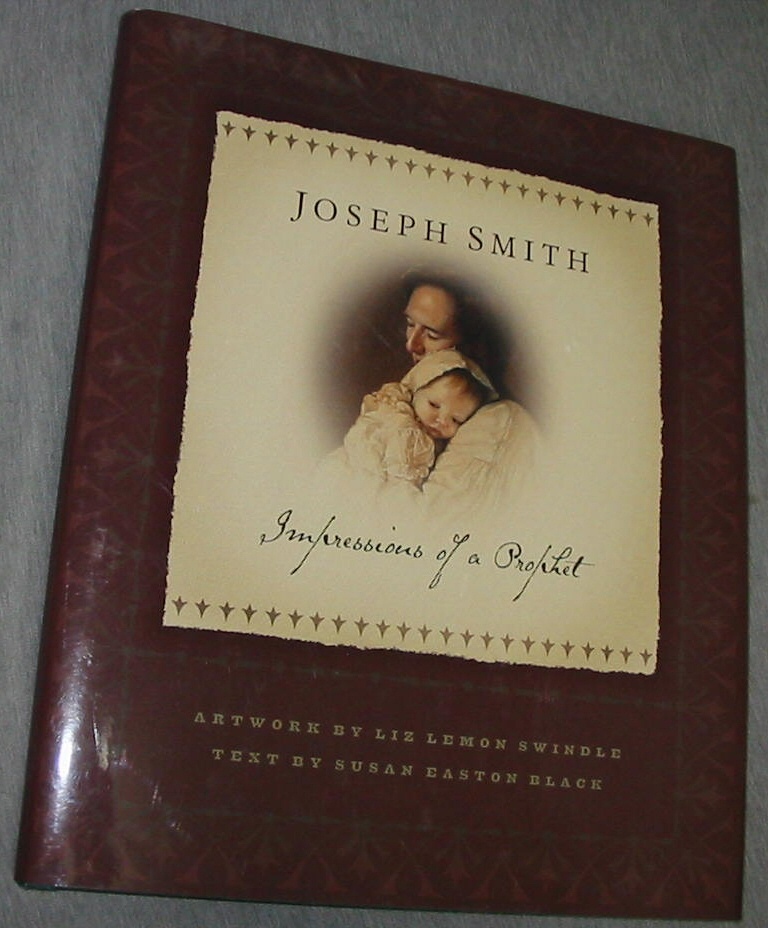 JOSEPH SMITH
Impressions of a Prophet
ARTWORK BY LIZ LEMON SWINDLE
TEXT BY SUSAN EASTON BLACK